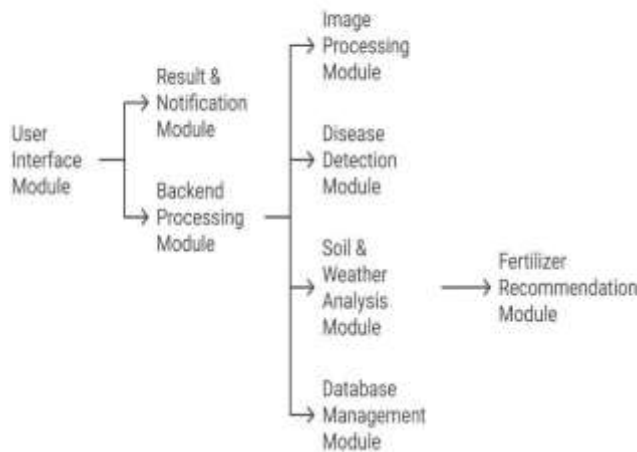 User
Interface
Module
Result &
Notification
Module
Backend
Processing
Module
Image
Processing
Module
Disease
Detection
Module
Soil &
Weather
Analysis
Module
Database
Management
Module
Fertilizer
Recommendation
Module